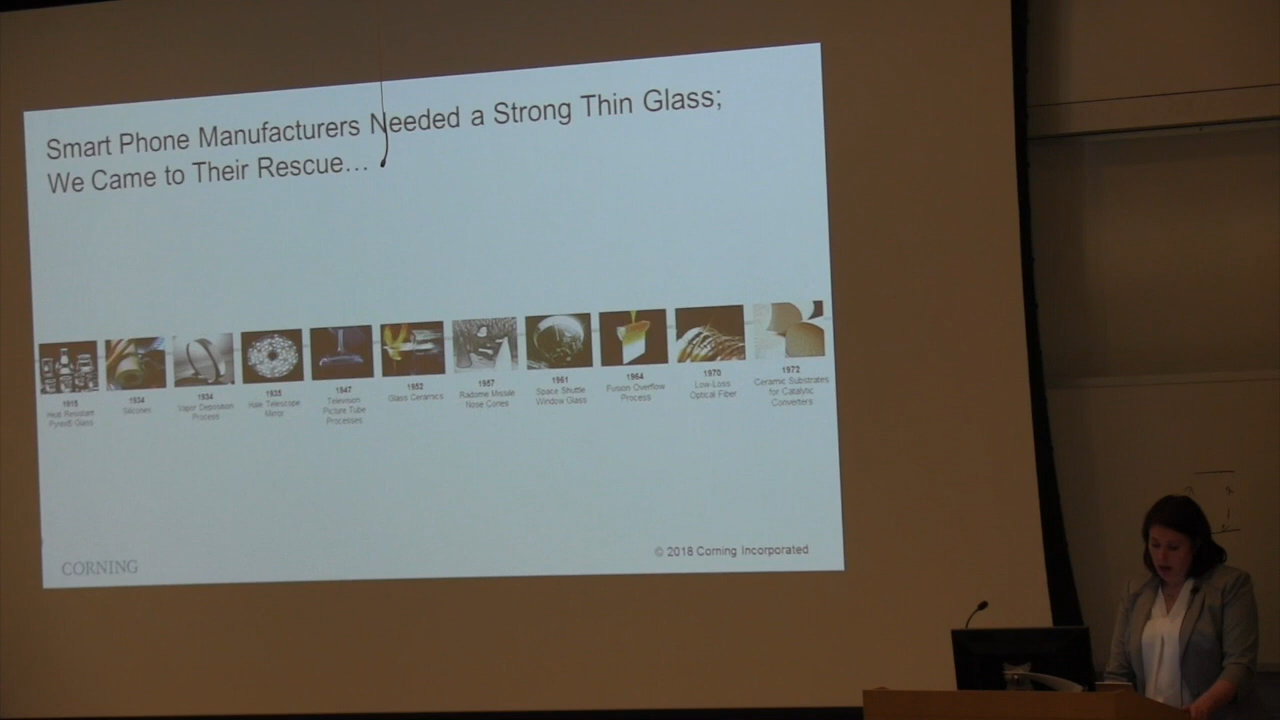 Smart Phone Manufacturers Needed a Strong Thin Glass;
We Came to Their Rescue...
1915
Heat Resistant
Pyrex® Glass
1934
Silicones
1934
Vapor Deposition
Process
1935
Hale Telescope
Mirror
1947
Television
Picture Tube
Processes
1952
Glass Ceramics
1957
Radome Missile
Nose Cones
1961
Space Shuttle
Window Glass
1964
Fusion Overflow
Process
1970
Low-Loss
Optical Fiber
1972
Ceramic Substrates
for Catalytic
Converters
CORNING
© 2018 Corning Incorporated